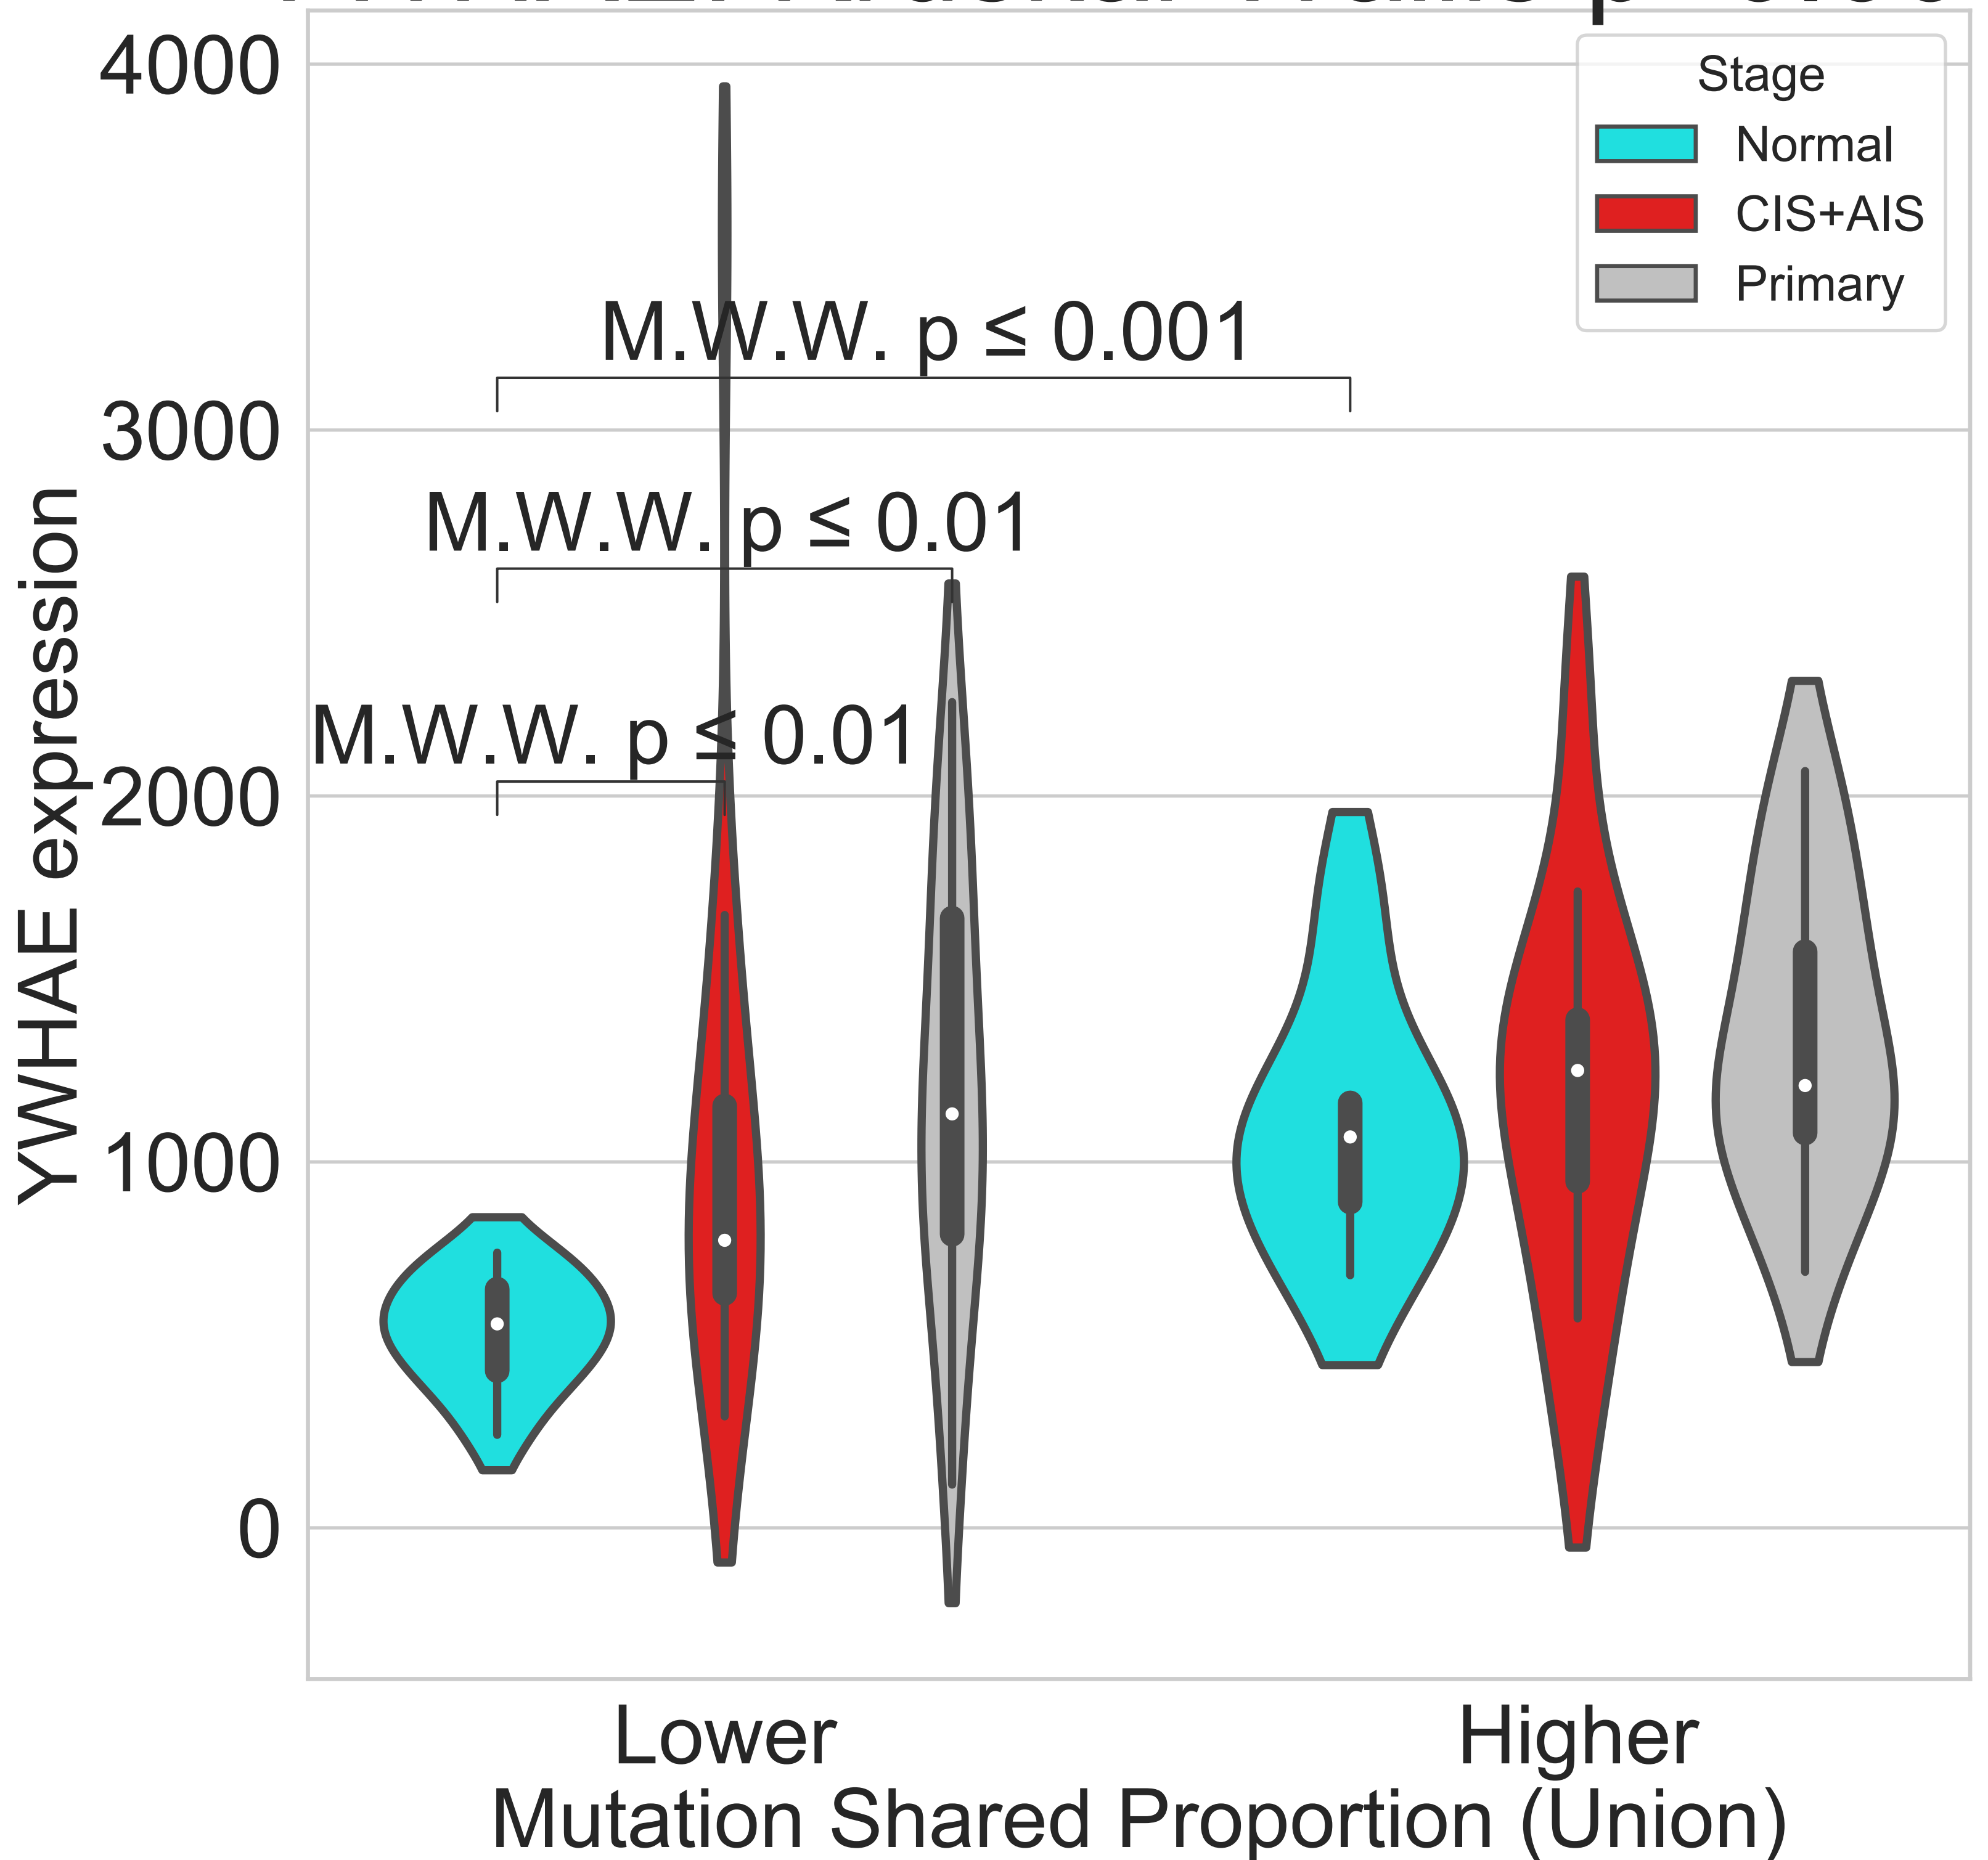 4000
3000
2000
1000
0
YWHAE expression
Stage
Normal
CIS+AIS
Primary
M.W.W. p ≤ 0.001
M.W.W. p ≤ 0.01
M.W.W. p ≤ 0.01
Lower
Higher
Mutation Shared Proportion (Union)